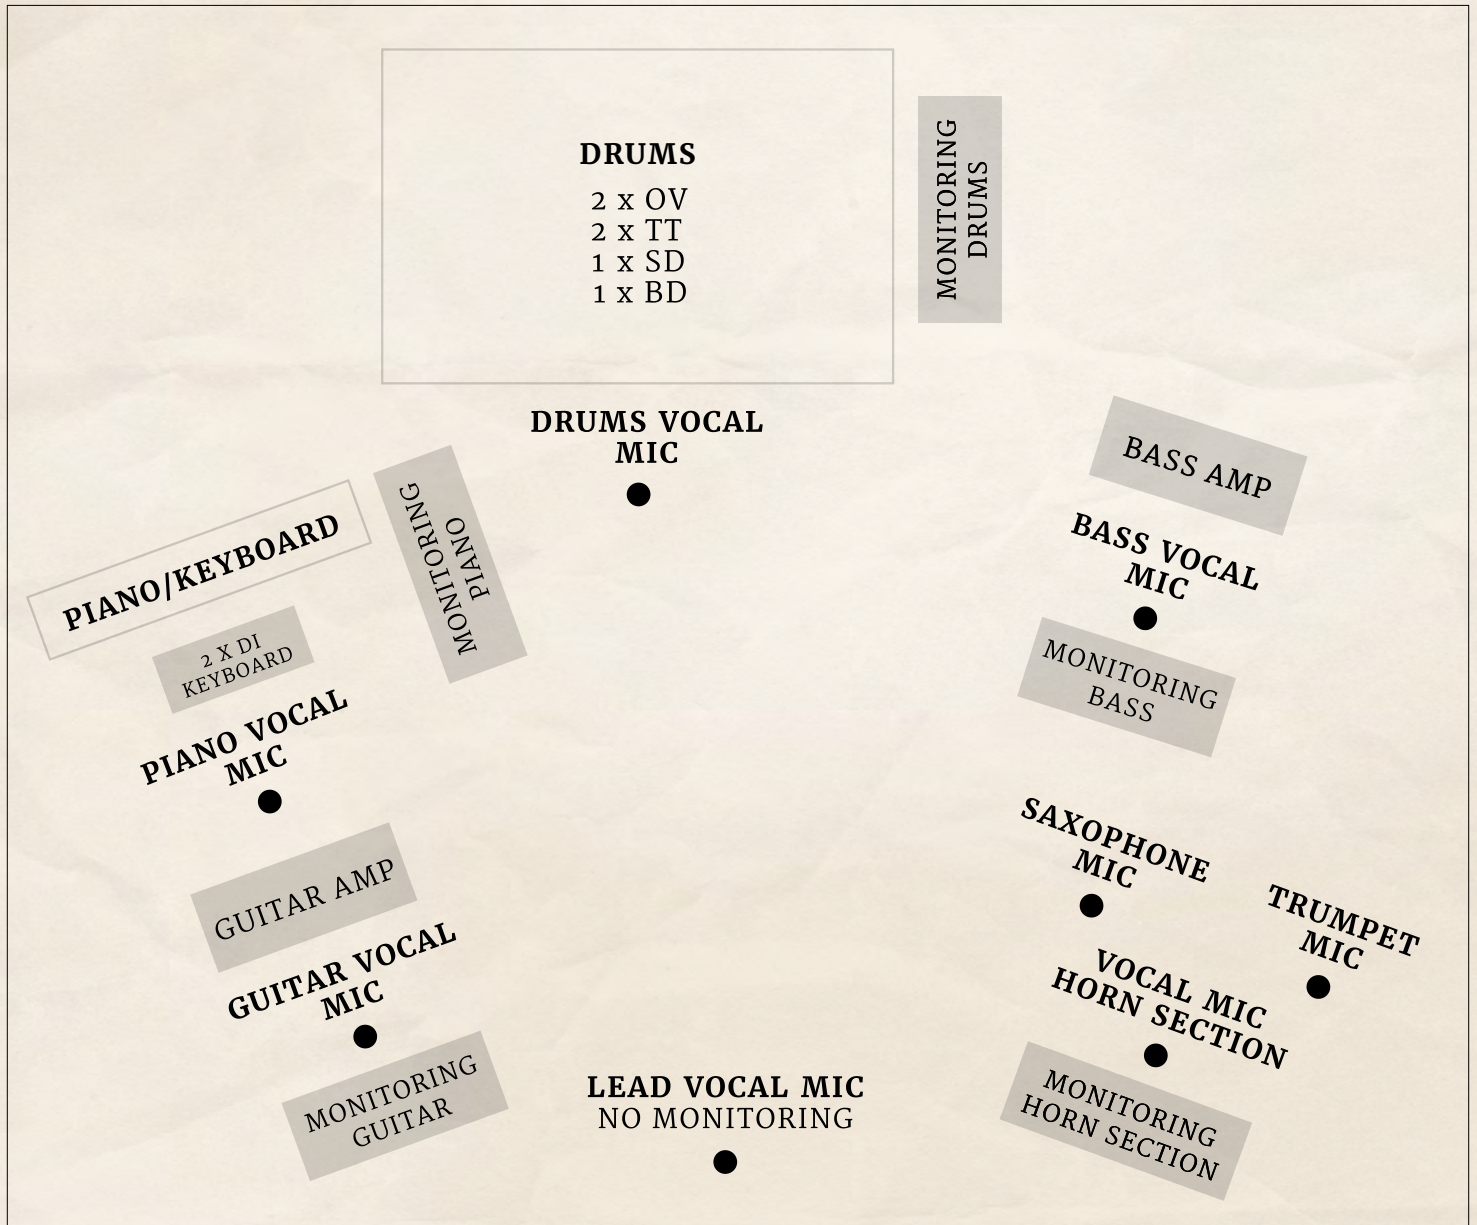 DRUMS
2 x OV
2 x TT
1 x SD
1 x BD
MONITORING
DRUMS
DRUMS VOCAL
MIC
BASS AMP
BASS VOCAL
MIC
MONITORING
BASS
PIANO/KEYBOARD
MONITORING
PIANO
2 X DI
KEYBOARD
PIANO VOCAL
MIC
GUITAR AMP
GUITAR VOCAL
MIC
MONITORING
GUITAR
SAXOPHONE
MIC
TRUMPET
MIC
VOCAL MIC
HORN SECTION
MONITORING
HORN SECTION
LEAD VOCAL MIC
NO MONITORING